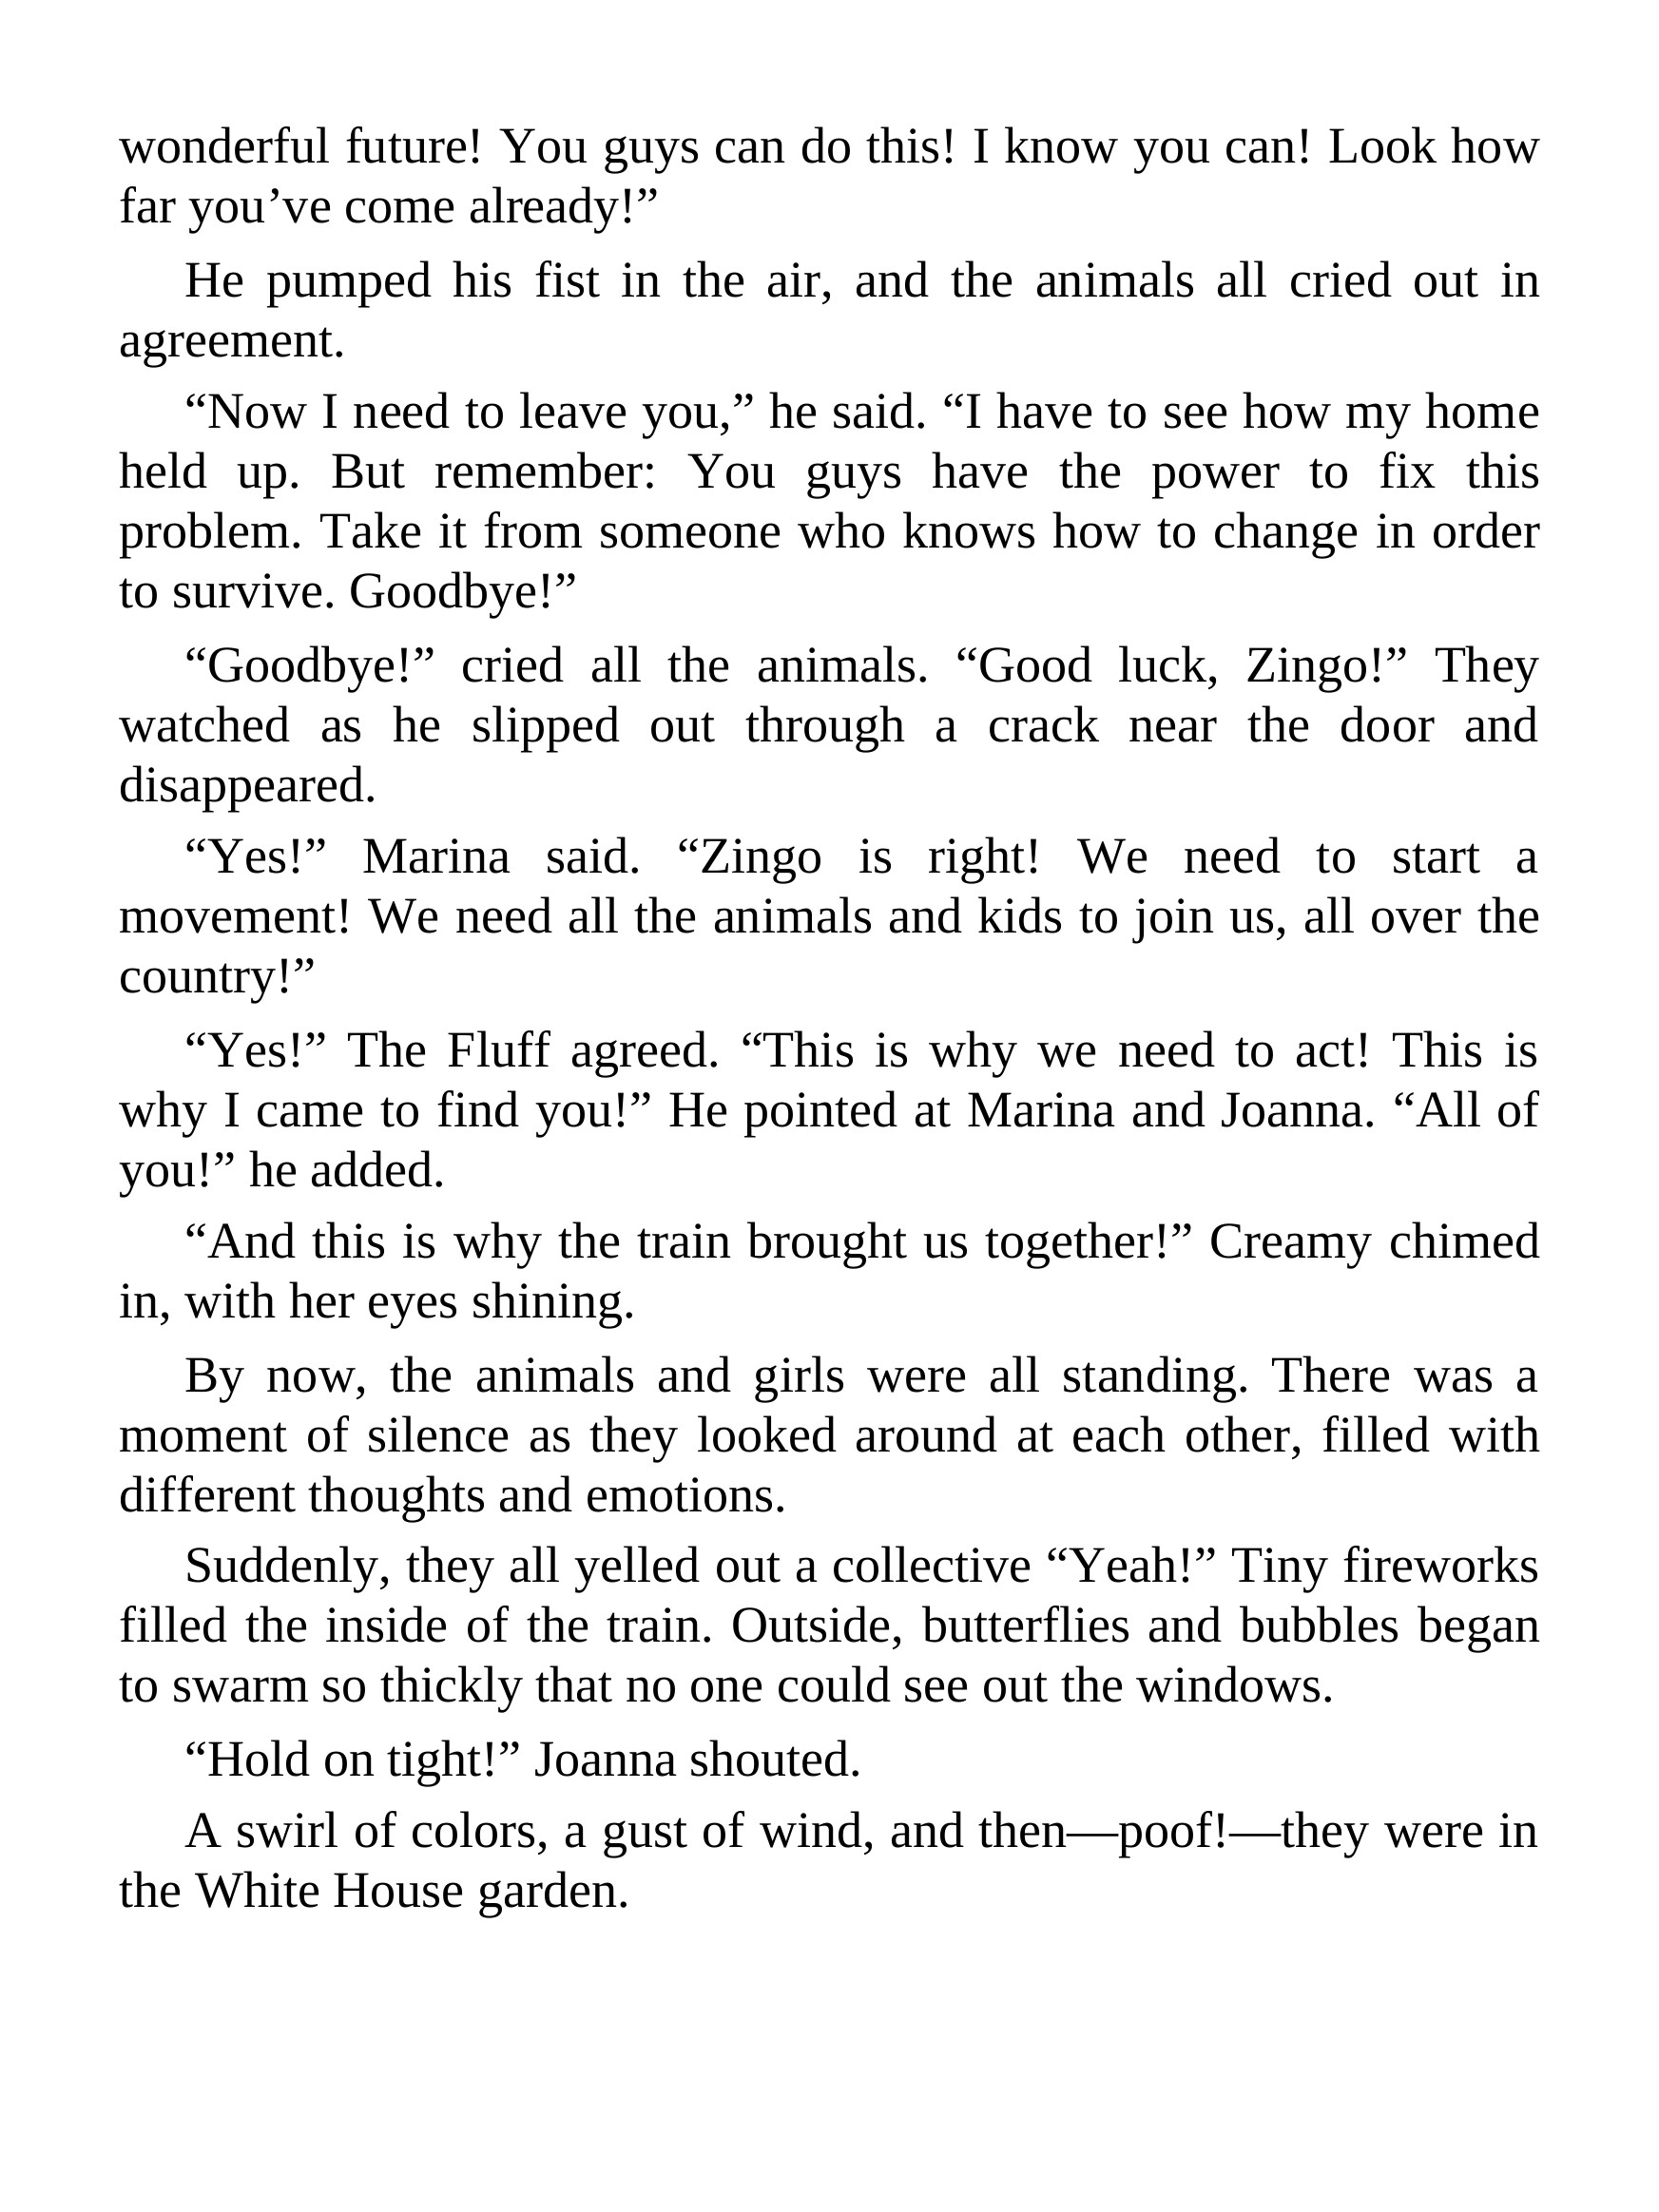 wonderful future! You guys can do this! I know you can! Look how
far you’ve come already!”
He pumped his fist in the air, and the animals all cried out in
agreement.
“Now I need to leave you,” he said. “I have to see how my home
held up. But remember: You guys have the power to fix this
problem. Take it from someone who knows how to change in order
to survive. Goodbye!”
“Goodbye!” cried all the animals. “Good luck, Zingo!” They
watched as he slipped out through a crack near the door and
disappeared.
“Yes!” Marina said. “Zingo is right! We need to start a
movement! We need all the animals and kids to join us, all over the
country!”
“Yes!” The Fluff agreed. “This is why we need to act! This is
why I came to find you!” He pointed at Marina and Joanna. “All of
you!” he added.
“And this is why the train brought us together!” Creamy chimed
in, with her eyes shining.
By now, the animals and girls were all standing. There was a
moment of silence as they looked around at each other, filled with
different thoughts and emotions.
Suddenly, they all yelled out a collective “Yeah!” Tiny fireworks
filled the inside of the train. Outside, butterflies and bubbles began
to swarm so thickly that no one could see out the windows.
“Hold on tight!” Joanna shouted.
A swirl of colors, a gust of wind, and then—poof!—they were in
the White House garden.